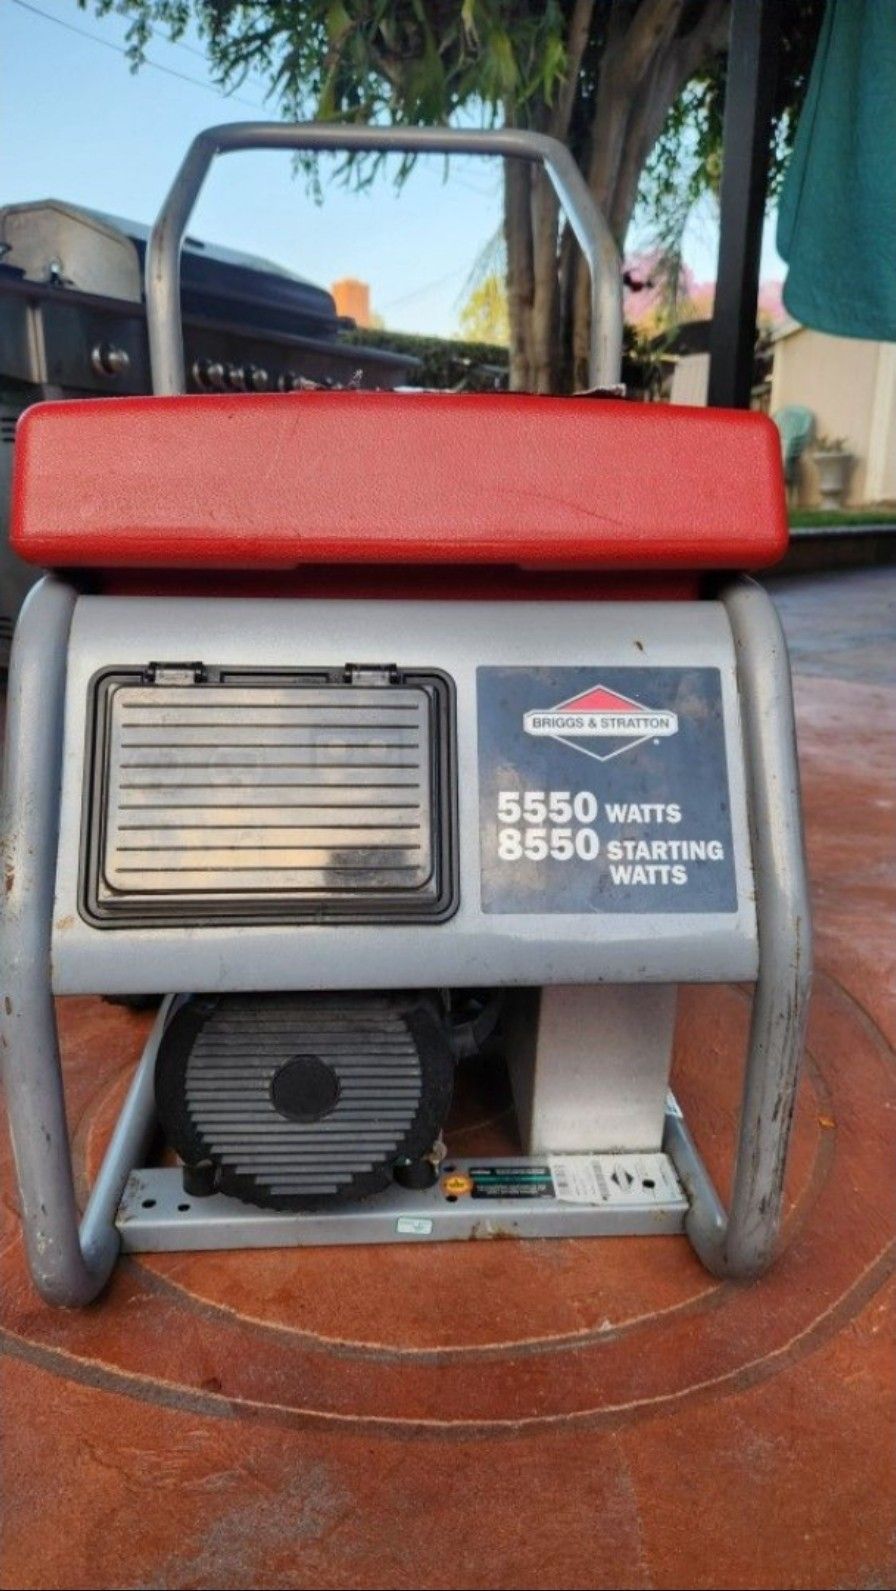 BRIGGS & STRATTON
5550 WATTS
8550 STARTING
WATTS